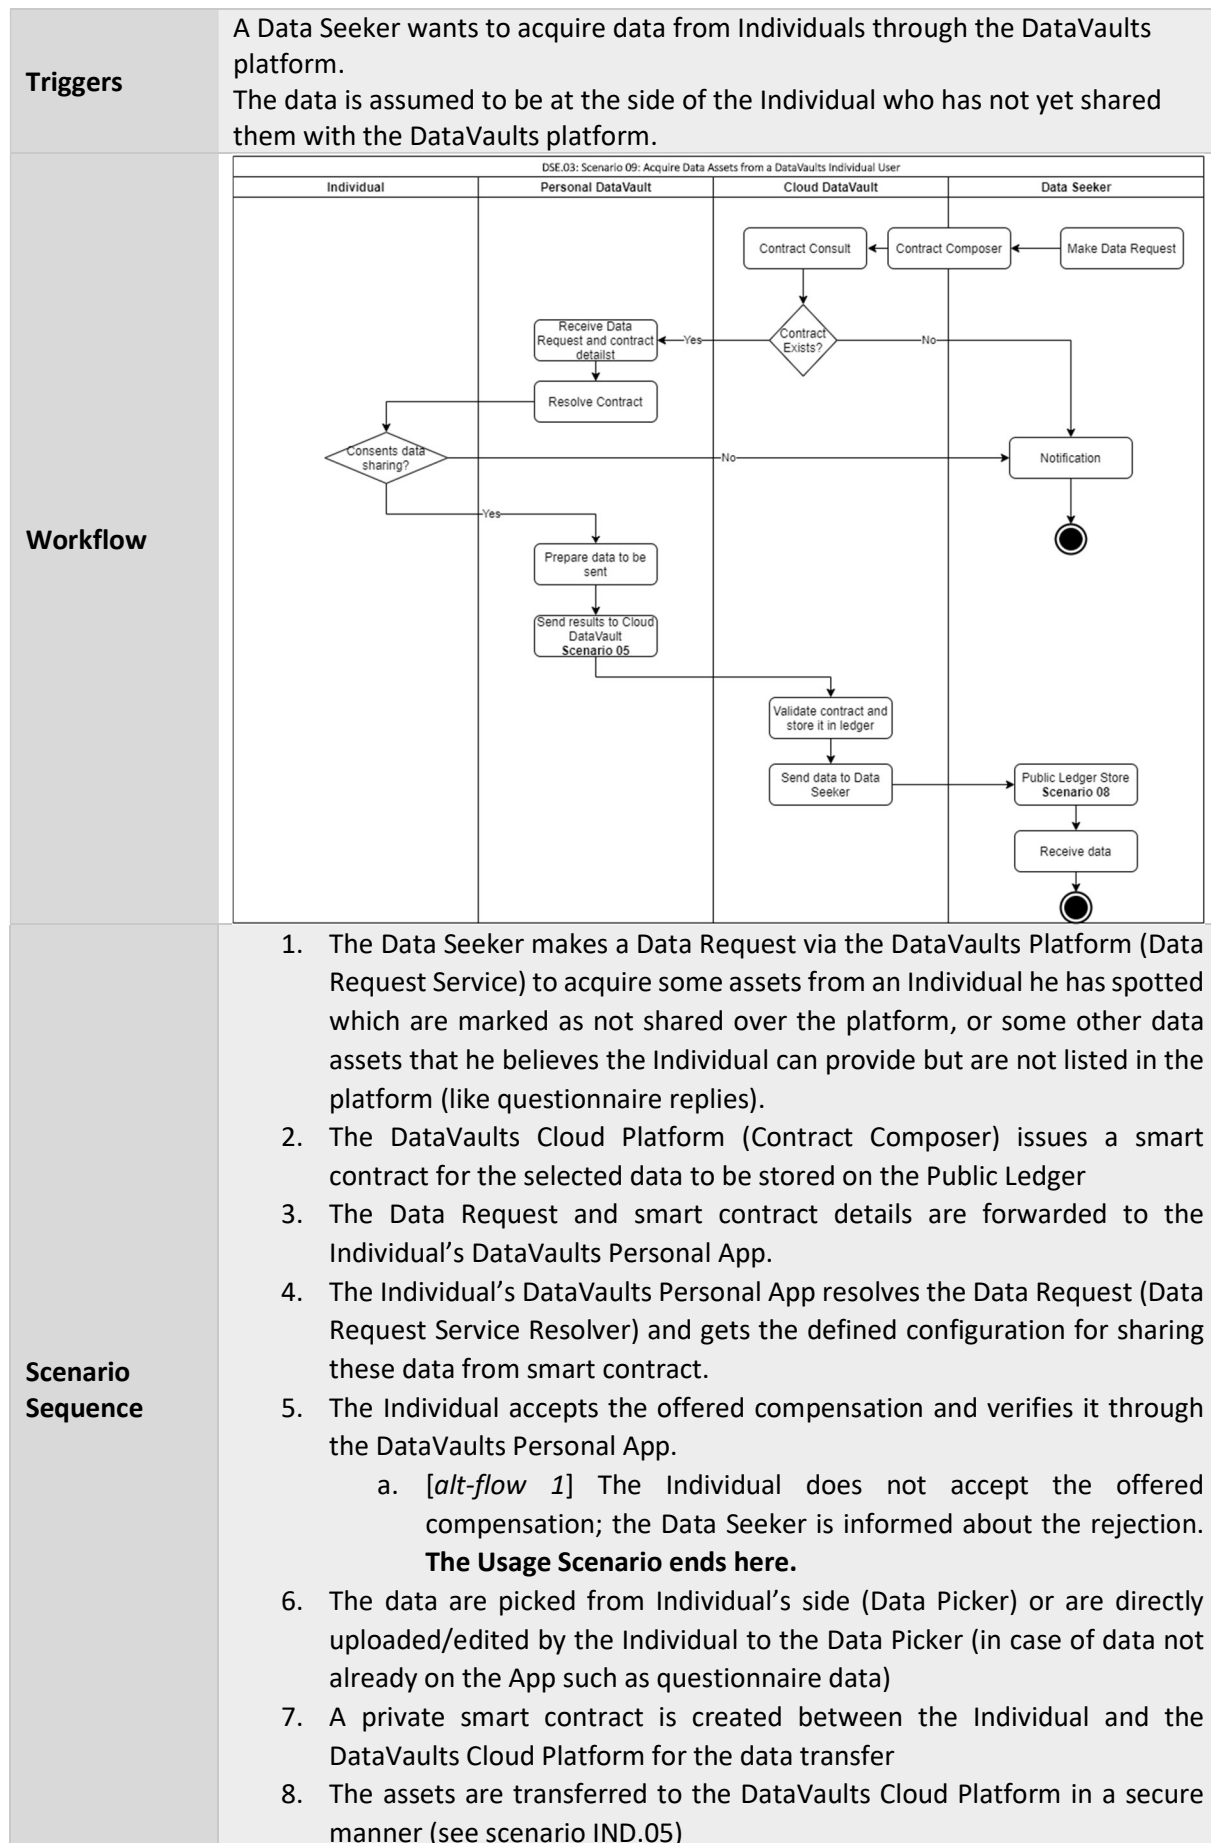 Triggers
A Data Seeker wants to acquire data from Individuals through the DataVaults
platform.
The data is assumed to be at the side of the Individual who has not yet shared
them with the DataVaults platform.
Workflow
DSE.03: Scenario 09: Acquire Data Assets from a DataVaults Individual User
Individual
Personal DataVault
Cloud DataVault
Data Seeker
Contract Consult
Contract Composer
Make Data Request
Receive Data
Request and contract
detailst
Yes
Contract
Exists?
No
Resolve Contract
Consents data
sharing?
No
Notification
Yes
Prepare data to be
sent
Send results to Cloud
DataVault
Scenario 05
Validate contract and
store it in ledger
Send data to Data
Seeker
Public Ledger Store
Scenario 08
Receive data
Scenario
Sequence
1. The Data Seeker makes a Data Request via the DataVaults Platform (Data
Request Service) to acquire some assets from an Individual he has spotted
which are marked as not shared over the platform, or some other data
assets that he believes the Individual can provide but are not listed in the
platform (like questionnaire replies).
2. The DataVaults Cloud Platform (Contract Composer) issues a smart
contract for the selected data to be stored on the Public Ledger
3. The Data Request and smart contract details are forwarded to the
Individual's DataVaults Personal App.
4. The Individual's DataVaults Personal App resolves the Data Request (Data
Request Service Resolver) and gets the defined configuration for sharing
these data from smart contract.
5. The Individual accepts the offered compensation and verifies it through
the DataVaults Personal App.
a. [alt-flow 1] The Individual does not accept the offered
compensation; the Data Seeker is informed about the rejection.
The Usage Scenario ends here.
6. The data are picked from Individual's side (Data Picker) or are directly
uploaded/edited by the Individual to the Data Picker (in case of data not
already on the App such as questionnaire data)
7. A private smart contract is created between the Individual and the
DataVaults Cloud Platform for the data transfer
8. The assets are transferred to the DataVaults Cloud Platform in a secure
manner (see scenario IND.05)